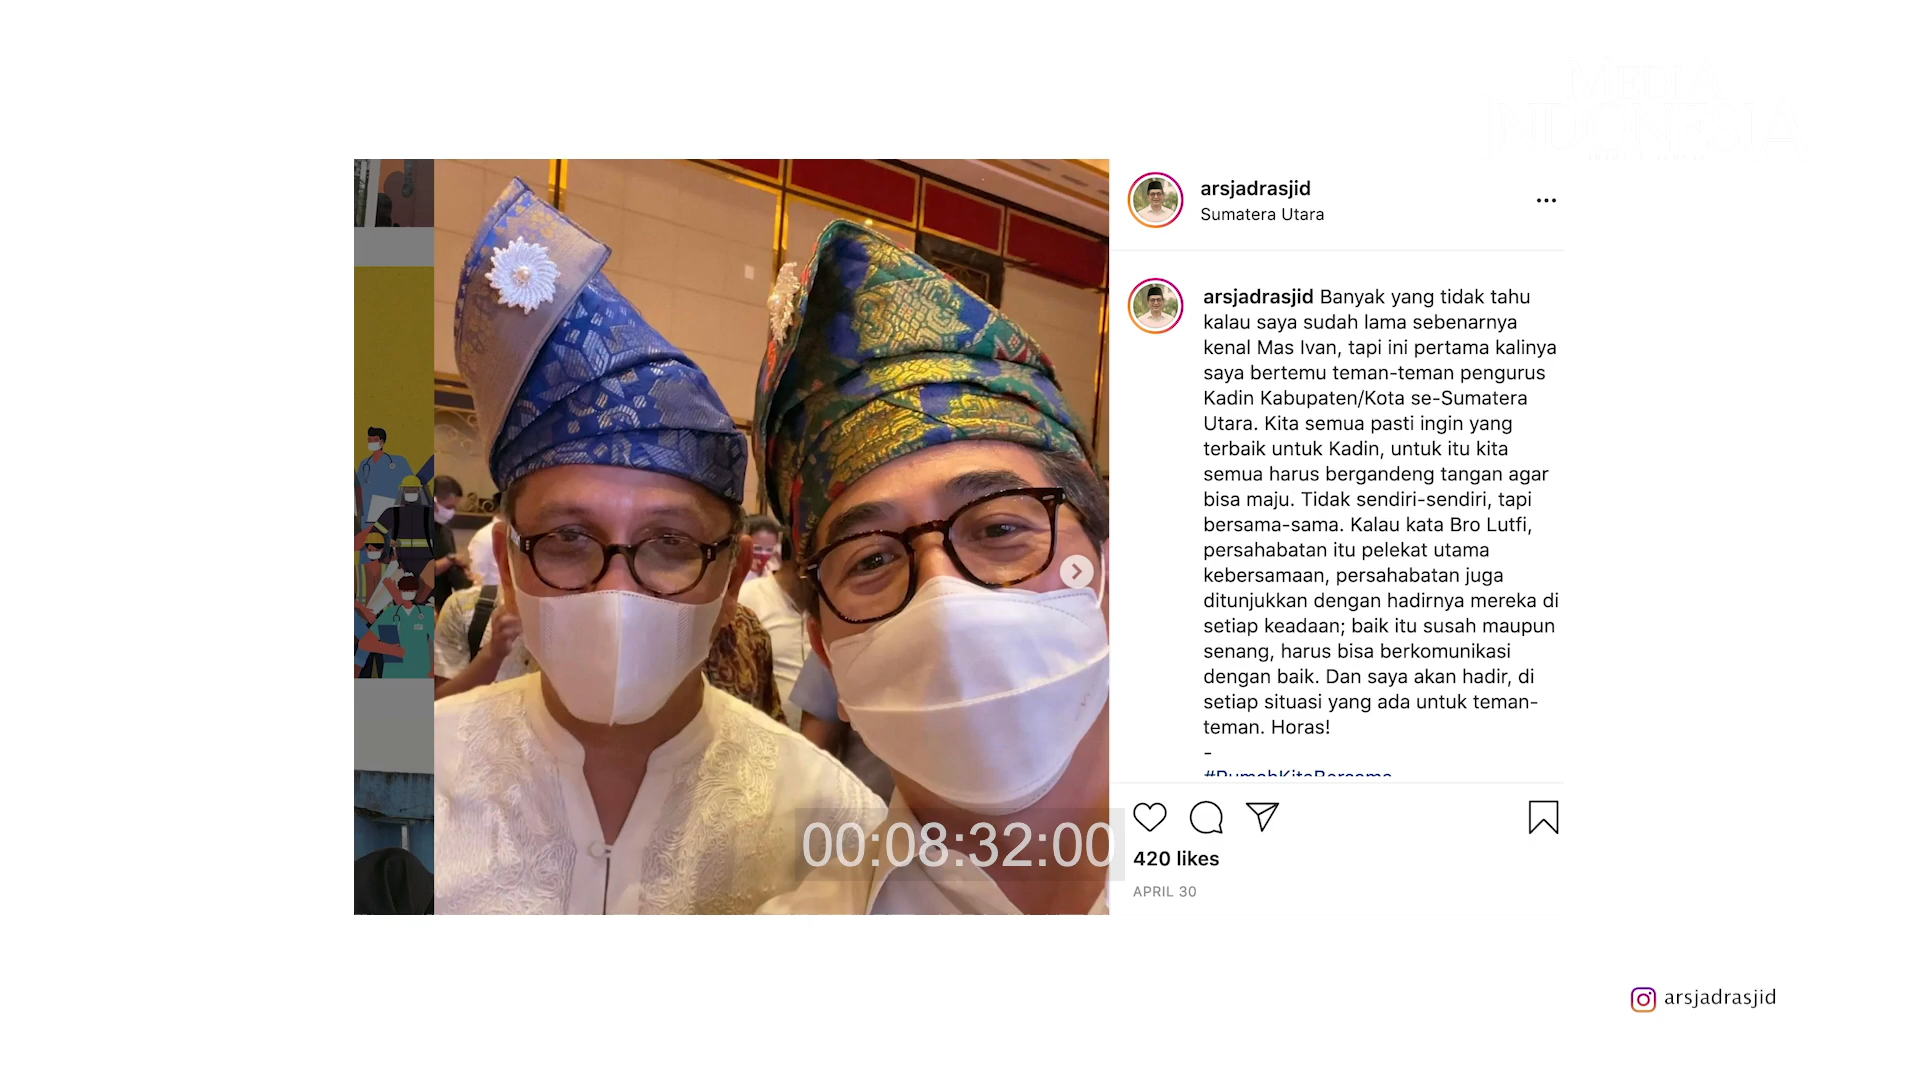 MEDIA
INDONESIA
arsjadrasjid
Sumatera Utara
arsjadrasjid Banyak yang tidak tahu
kalau saya sudah lama sebenarnya
kenal Mas Ivan, tapi ini pertama kalinya
saya bertemu teman-teman pengurus
Kadin Kabupaten/Kota se-Sumatera
Utara. Kita semua pasti ingin yang
terbaik untuk Kadin, untuk itu kita
semua harus bergandeng tangan agar
bisa maju. Tidak sendiri-sendiri, tapi
bersama-sama. Kalau kata Bro Lutfi,
persahabatan itu pelekat utama
kebersamaan, persahabatan juga
ditunjukkan dengan hadirnya mereka di
setiap keadaan; baik itu susah maupun
senang, harus bisa berkomunikasi
dengan baik. Dan saya akan hadir, di
setiap situasi yang ada untuk teman-
teman. Horas!
-
#RumahKitaBersama
00:08:32:00
420 likes
APRIL 30
arsjadrasjid